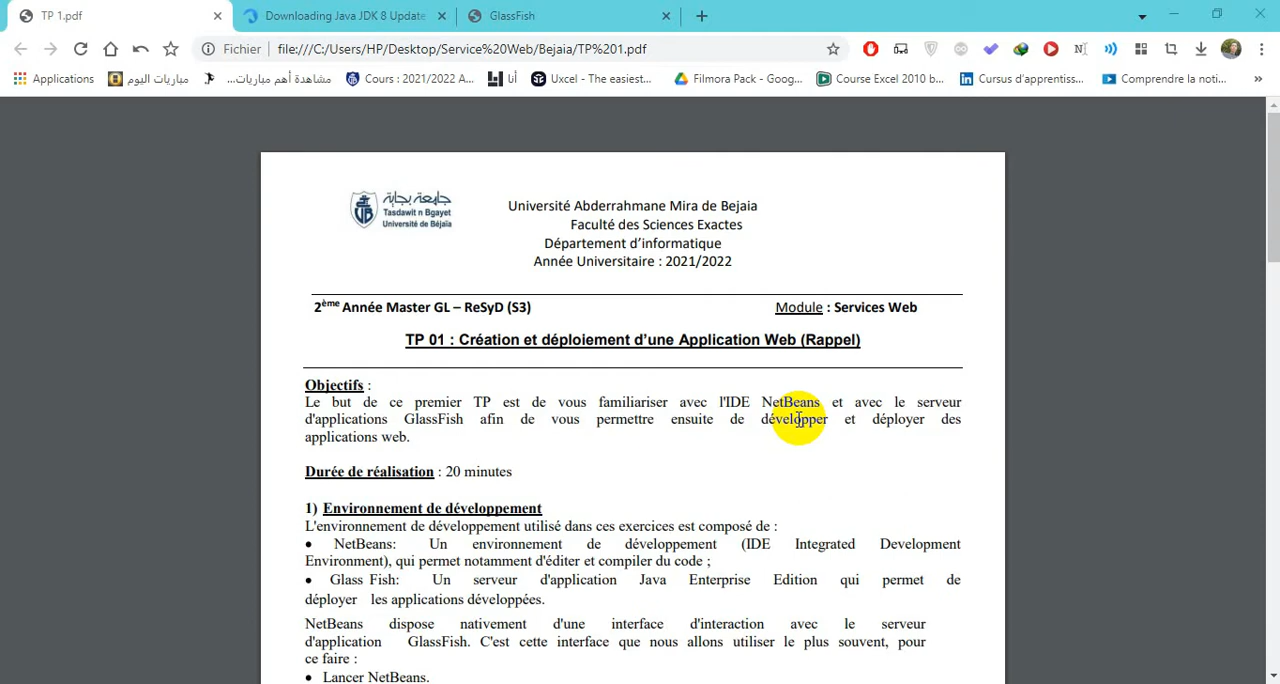 TP 1.pdf
Downloading Java JDK 8 Update
GlassFish
Fichier | file:///C:/Users/HP/Desktop/Service%20Web/Bejaia/TP%201.pdf
Applications
مباريات اليوم
مشاهدة أهم مباريات...
Cours : 2021/2022 A...
أنا
Uxcel - The easiest...
Filmora Pack - Goog...
Course Excel 2010 b...
Cursus d'apprentiss...
Comprendre la noti...
»
جامعة بجاية
Tasdawit n Bgayet
Université de Béjaïa
Université Abderrahmane Mira de Bejaia
Faculté des Sciences Exactes
Département d’informatique
Année Universitaire : 2021/2022
2ème Année Master GL – ReSyD (S3)
Module : Services Web
TP 01 : Création et déploiement d’une Application Web (Rappel)
Objectifs :
Le but de ce premier TP est de vous familiariser avec l'IDE NetBeans et avec le serveur
d'applications GlassFish afin de vous permettre ensuite de développer et déployer des
applications web.
Durée de réalisation : 20 minutes
1) Environnement de développement
L'environnement de développement utilisé dans ces exercices est composé de :
• NetBeans: Un environnement de développement (IDE Integrated Development
Environment), qui permet notamment d'éditer et compiler du code ;
• Glass Fish: Un serveur d'application Java Enterprise Edition qui permet de
déployer les applications développées.
NetBeans dispose nativement d'une interface d'interaction avec le serveur
d'application GlassFish. C'est cette interface que nous allons utiliser le plus souvent, pour
ce faire :
• Lancer NetBeans.